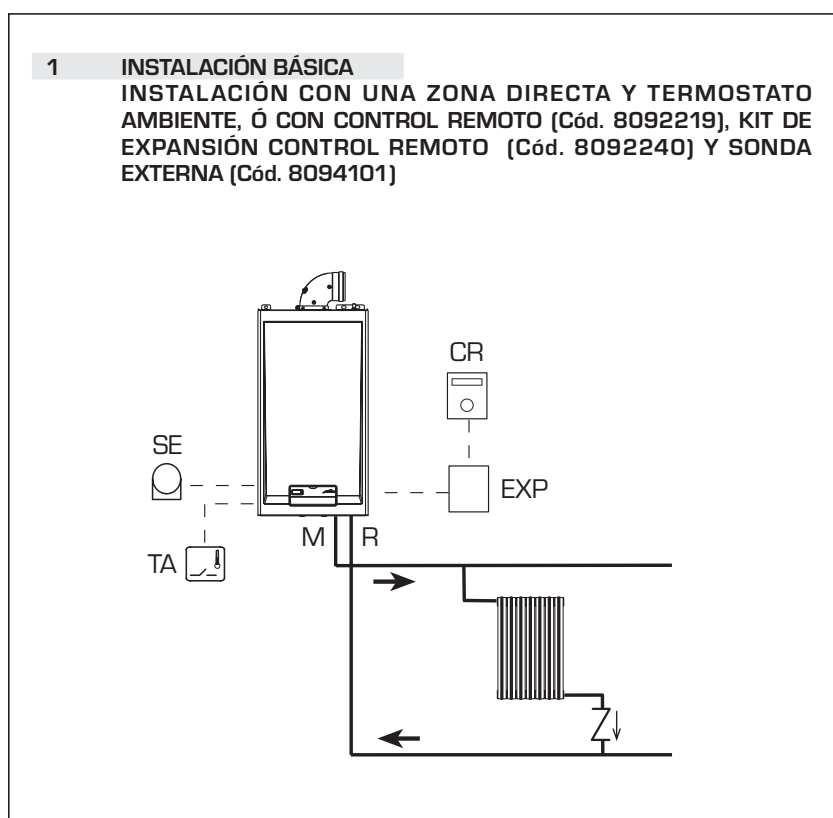 1 INSTALACIÓN BÁSICA
INSTALACIÓN CON UNA ZONA DIRECTA Y TERMOSTATO
AMBIENTE, Ó CON CONTROL REMOTO (Cód. 8092219), KIT DE
EXPANSIÓN CONTROL REMOTO (Cód. 8092240) Y SONDA
EXTERNA (Cód. 8094101)
CR
SE
EXP
M R
TA